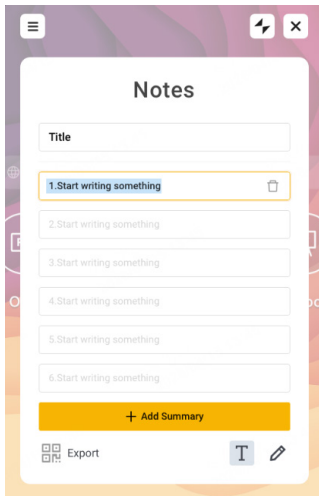 Notes
Title
1.Start writing something
2.Start writing something
3.Start writing something
4.Start writing something
5.Start writing something
6.Start writing something
+ Add Summary
Export
T